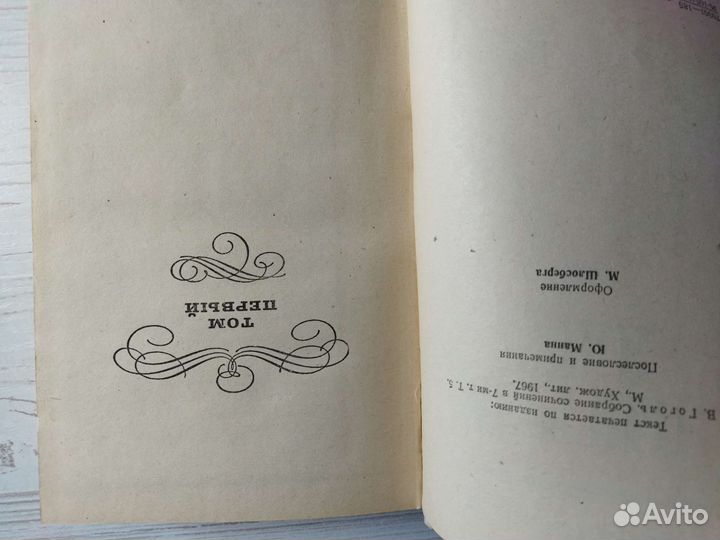 Текст печатается по изданию:
В. Гоголь, Собрание сочинений в 7-ми т. Т. 5,
М., Худож. лит., 1967.
Послесловие и примечания
Ю. Манна
Оформление
М. Шлосберга
ТОМ
ПЕРВЫЙ
Avito